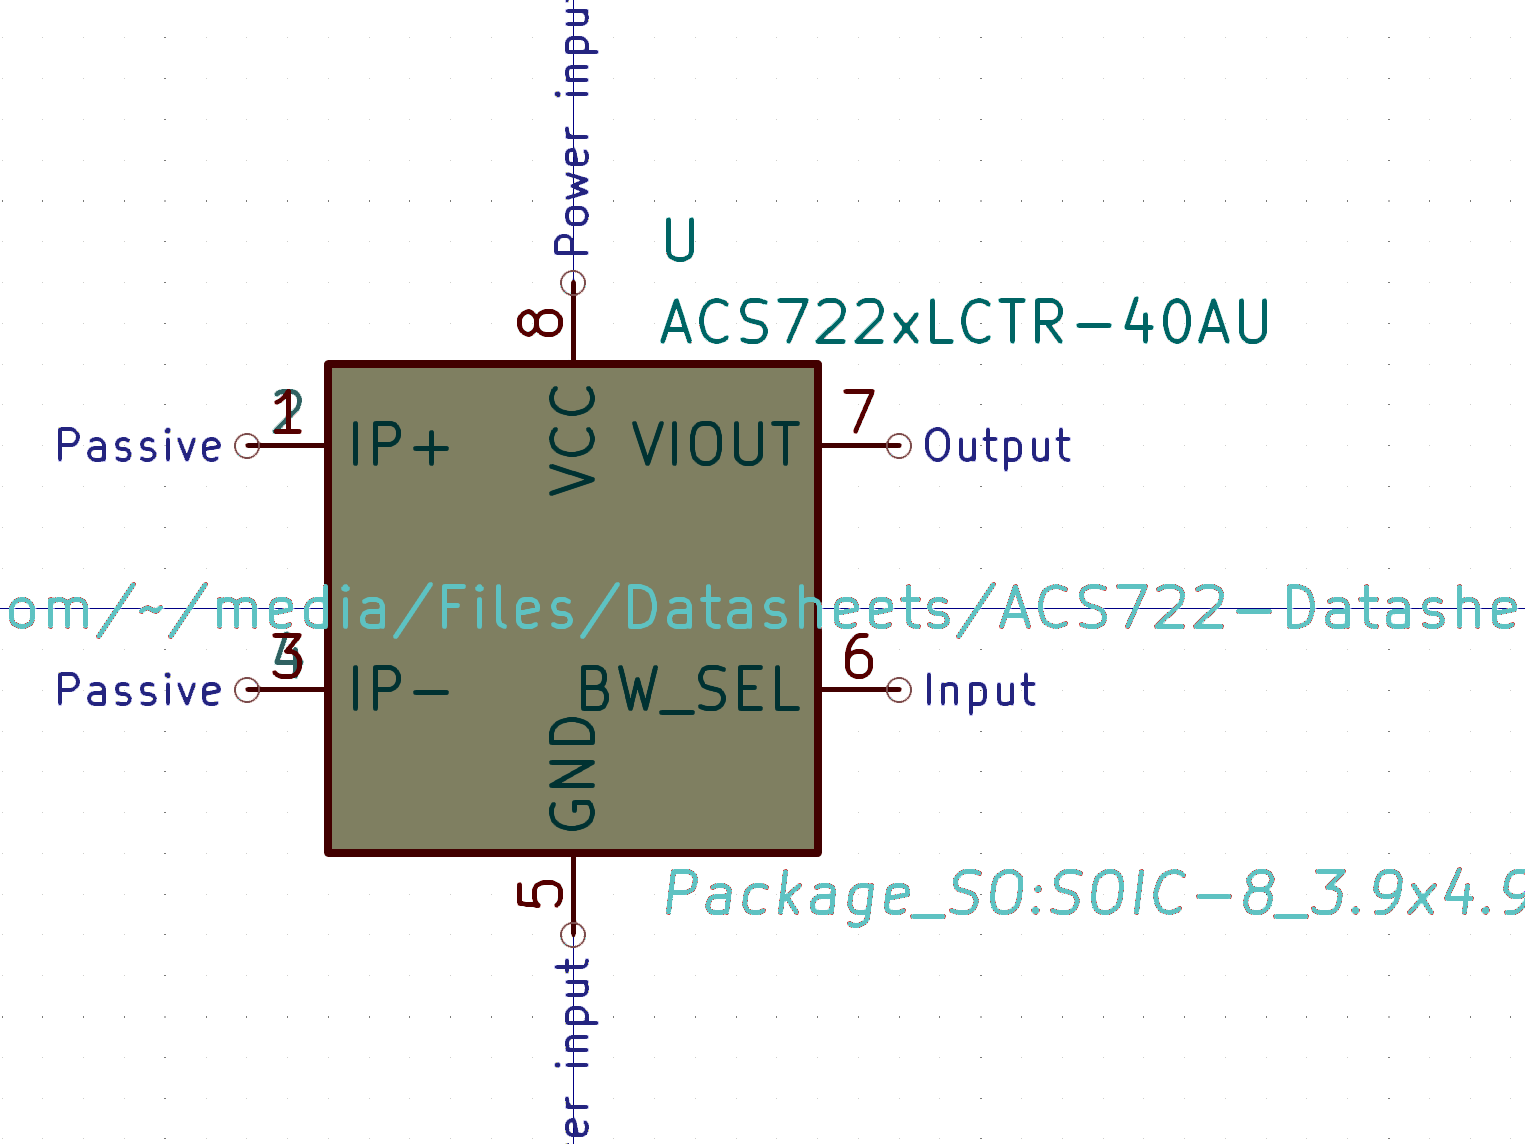 Power inpu
U
ACS722xLCTR-40AU
8
1
2
7
Passive
IP+
VCC
VIOUT
Output
om/~/media/Files/Datasheets/ACS722-Datashe
3
4
6
Passive
IP-
BW_SEL
Input
GND
5
Package_SO:SOIC-8_3.9x4.9
er input